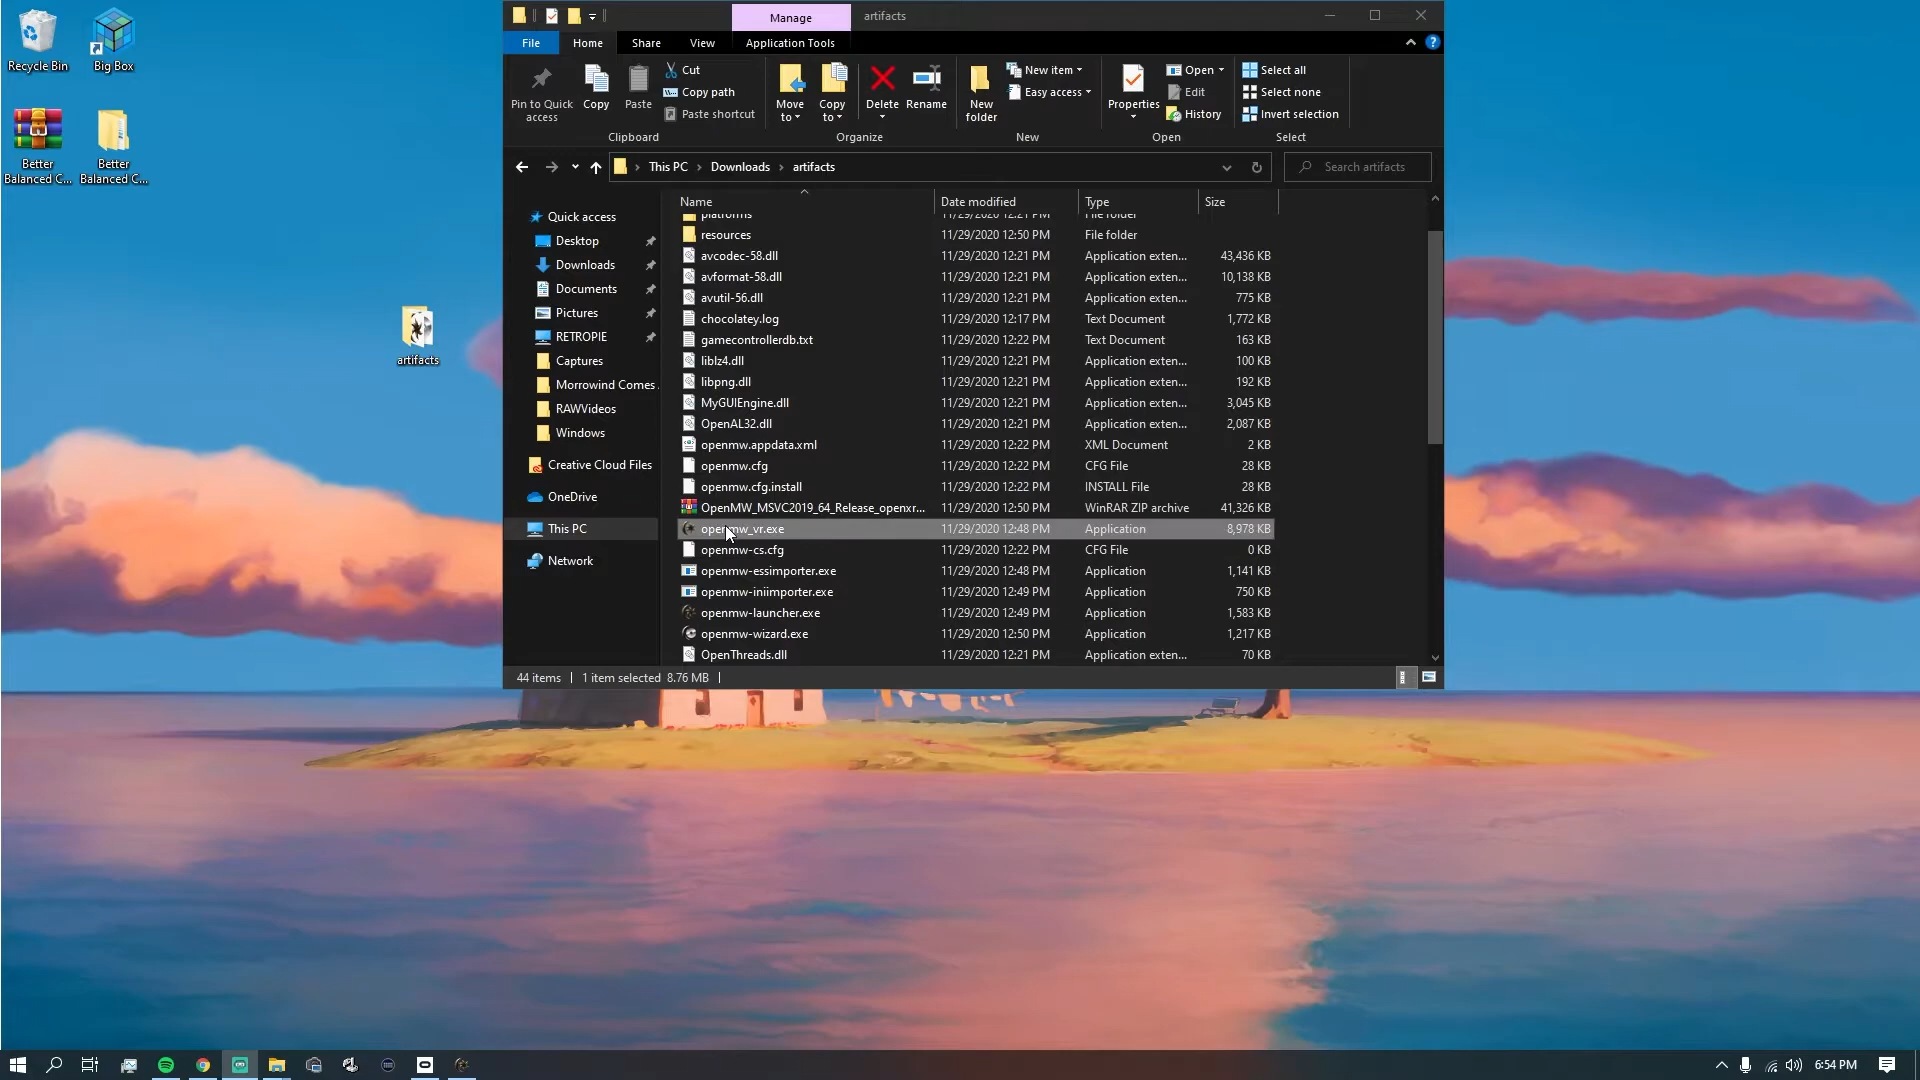 Recycle Bin
Big Box
Better
Balanced C...
Better
Balanced C...
artifacts
Manage
artifacts
File
Home
Share
View
Application Tools
Pin to Quick
access
Copy
Paste
Cut
Copy path
Paste shortcut
Clipboard
Move
to
Copy
to
Delete
Rename
Organize
New
folder
New item
Easy access
New
Properties
Open
Edit
History
Open
Select all
Select none
Invert selection
Select
This PC
Downloads
artifacts
Search artifacts
Quick access
Desktop
Downloads
Documents
Pictures
RETROPIE
Captures
Morrowind Comes
RAWVideos
Windows
Creative Cloud Files
OneDrive
This PC
Network
Name Date modified Type Size
platforms 11/29/2020 12:21 PM File folder
resources 11/29/2020 12:50 PM File folder
avcodec-58.dll 11/29/2020 12:21 PM Application exten... 43,436 KB
avformat-58.dll 11/29/2020 12:21 PM Application exten... 10,138 KB
avutil-56.dll 11/29/2020 12:21 PM Application exten... 775 KB
chocolatey.log 11/29/2020 12:17 PM Text Document 1,772 KB
gamecontrollerdb.txt 11/29/2020 12:22 PM Text Document 163 KB
liblz4.dll 11/29/2020 12:21 PM Application exten... 100 KB
libpng.dll 11/29/2020 12:21 PM Application exten... 192 KB
MyGUIEngine.dll 11/29/2020 12:21 PM Application exten... 3,045 KB
OpenAL32.dll 11/29/2020 12:21 PM Application exten... 2,087 KB
openmw.appdata.xml 11/29/2020 12:22 PM XML Document 2 KB
openmw.cfg 11/29/2020 12:22 PM CFG File 28 KB
openmw.cfg.install 11/29/2020 12:22 PM INSTALL File 28 KB
OpenMW_MSVC2019_64_Release_openxr... 11/29/2020 12:50 PM WinRAR ZIP archive 41,326 KB
openmw_vr.exe 11/29/2020 12:48 PM Application 8,978 KB
openmw-cs.cfg 11/29/2020 12:22 PM CFG File 0 KB
openmw-essimporter.exe 11/29/2020 12:48 PM Application 1,141 KB
openmw-iniimporter.exe 11/29/2020 12:49 PM Application 750 KB
openmw-launcher.exe 11/29/2020 12:49 PM Application 1,583 KB
openmw-wizard.exe 11/29/2020 12:50 PM Application 1,217 KB
OpenThreads.dll 11/29/2020 12:21 PM Application exten... 70 KB
44 items 1 item selected 8.76 MB
6:54 PM